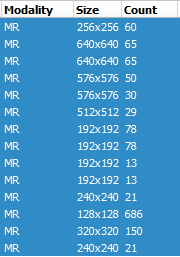 Modality Size Count
MR 256x256 60
MR 640x640 65
MR 640x640 65
MR 576x576 50
MR 576x576 30
MR 512x512 29
MR 192x192 78
MR 192x192 78
MR 192x192 13
MR 192x192 13
MR 240x240 21
MR 128x128 686
MR 320x320 150
MR 240x240 21